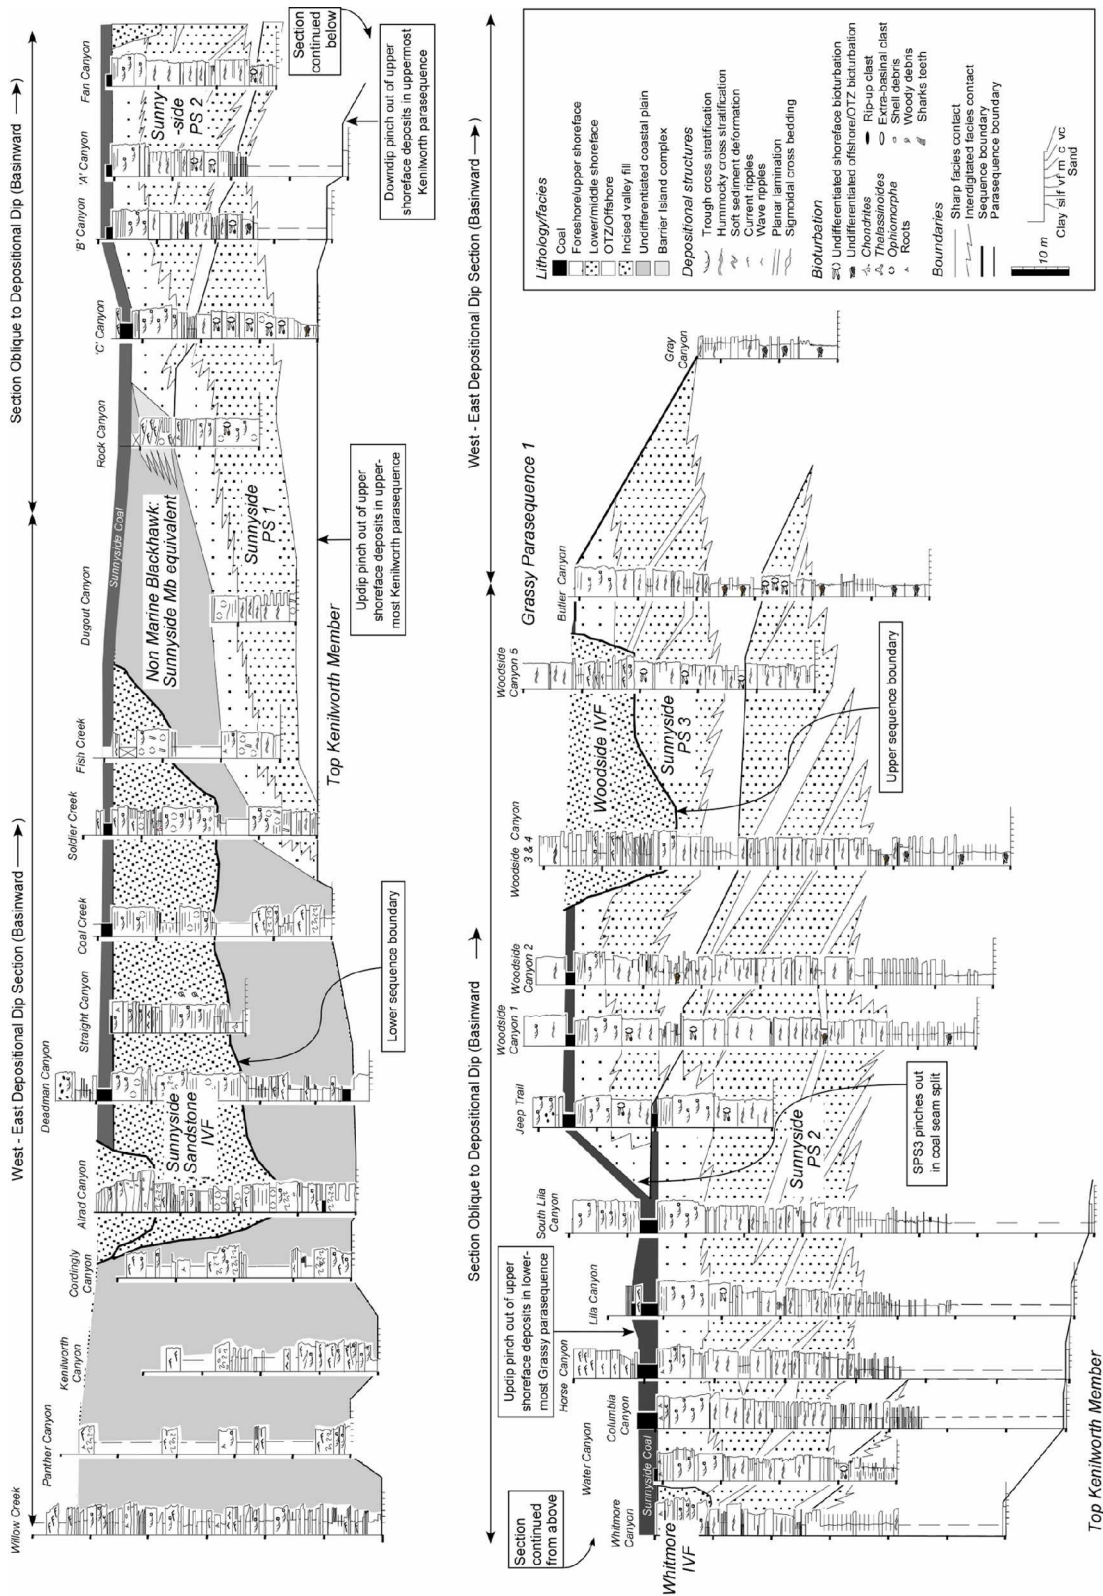 West - East Depositional Dip Section (Basinward)
Section Oblique to Depositional Dip (Basinward)
Willow Creek
Panther Canyon
Kenilworth
Canyon
Cordingly
Canyon
Alrad Canyon
Deadman Canyon
Straight Canyon
Coal Creek
Soldier Creek
Fish Creek
Dugout Canyon
Rock Canyon
'C' Canyon
'B' Canyon
'A' Canyon
Fan Canyon
Section
continued
below
Sunnyside
Sandstone
IVF
Sunnyside Coal
Non Marine Blackhawk:
Sunnyside Mb equivalent
Sunnyside
PS 1
Sunny
-side
PS 2
Lower sequence boundary
Top Kenilworth Member
Updip pinch out of upper
shoreface deposits in upper-
most Kenilworth parasequence
Downdip pinch out of upper
shoreface deposits in uppermost
Kenilworth parasequence
Section Oblique to Depositional Dip (Basinward
West - East Depositional Dip Section (Basinward)
Section
continued
from above
Whitmore
Canyon
Water Canyon
Columbia
Canyon
Horse Canyon
Lila Canyon
South Lila
Canyon
Jeep Trail
Woodside
Canyon 1
Woodside
Canyon 2
Woodside Canyon
3 & 4
Woodside
Canyon 5
Butler Canyon
Gray
Canyon
Updip pinch out of upper
shoreface deposits in lower-
most Grassy parasequence
Whitmore
IVF
Sunnyside Coal
Sunnyside
PS 2
Woodside IVF
Sunnyside
PS 3
Grassy Parasequence 1
SPS3 pinches out
in coal seam split
Upper sequence boundary
Top Kenilworth Member
Lithology/facies
Coal
Foreshore/upper shoreface
Lower/middle shoreface
OTZ/Offshore
Incised valley fill
Undifferentiated coastal plain
Barrier Island complex
Depositional structures
Trough cross stratification
Hummocky cross stratification
Soft sediment deformation
Current ripples
Wave ripples
Planar lamination
Sigmoidal cross bedding
Bioturbation
Undifferentiated shoreface bioturbation
Undifferentiated offshore/OTZ bioturbation
Chondrites
Thalassinoides
Ophiomorpha
Roots
Rip-up clast
Extra-basinal clast
Shell debris
Woody debris
Sharks teeth
Boundaries
Sharp facies contact
Interdigitated facies contact
Sequence boundary
Parasequence boundary
10 m
Clay sil vf f m c vc
Sand